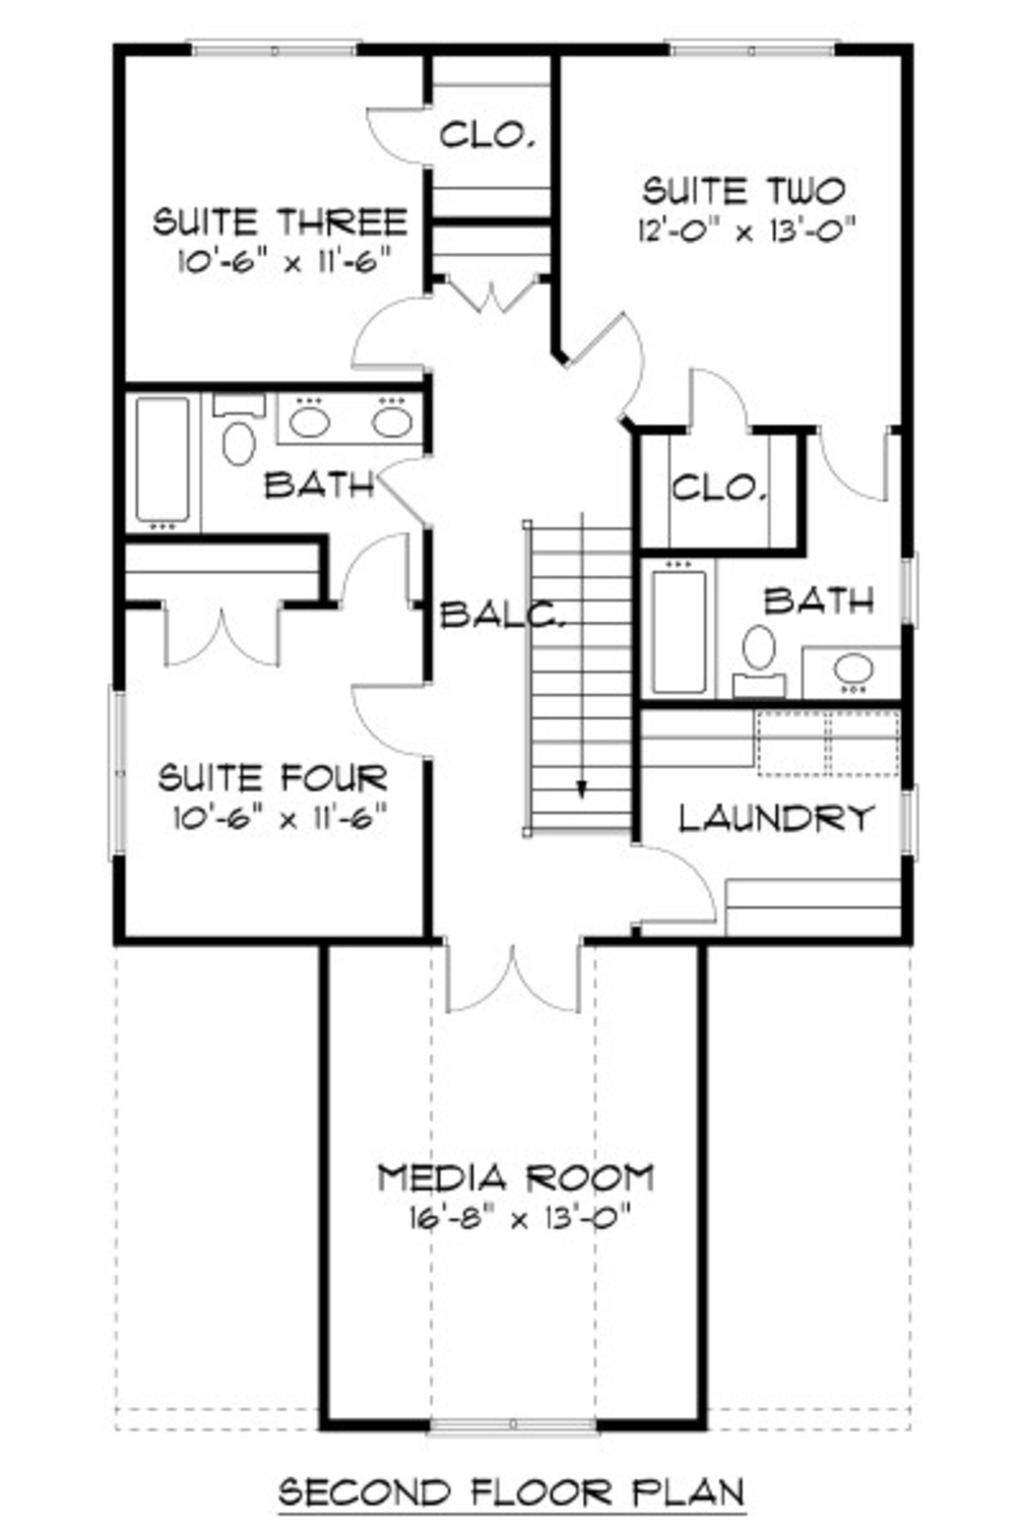 CLO.
SUITE TWO
12'-0" x 13'-0"
SUITE THREE
10'-6" x 11'-6"
BATH
CLO.
BATH
BALC.
SUITE FOUR
10'-6" x 11'-6"
LAUNDRY
MEDIA ROOM
16'-8" x 13'-0"
SECOND FLOOR PLAN